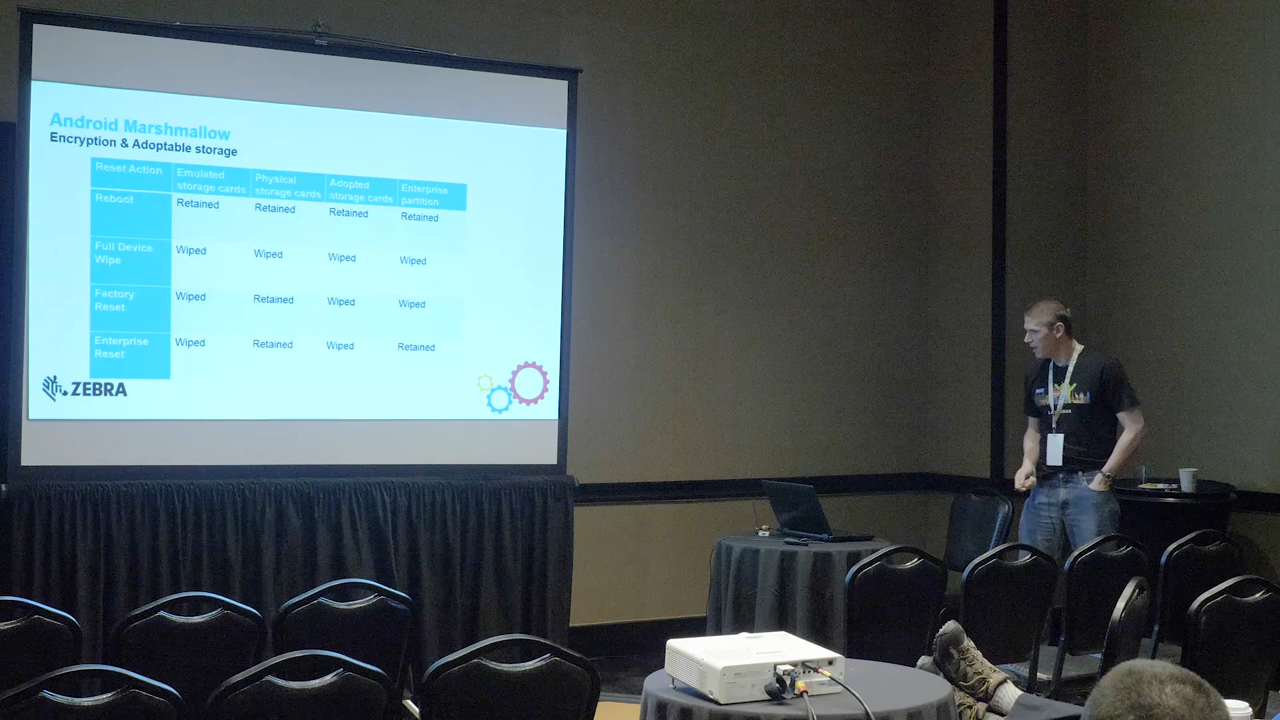 Android Marshmallow
Encryption & Adoptable storage
Reset Action
Emulated storage cards
Physical storage cards
Adopted storage cards
Enterprise partition
Reboot
Retained
Retained
Retained
Retained
Full Device Wipe
Wiped
Wiped
Wiped
Wiped
Factory Reset
Wiped
Retained
Wiped
Wiped
Enterprise Reset
Wiped
Retained
Wiped
Retained
ZEBRA